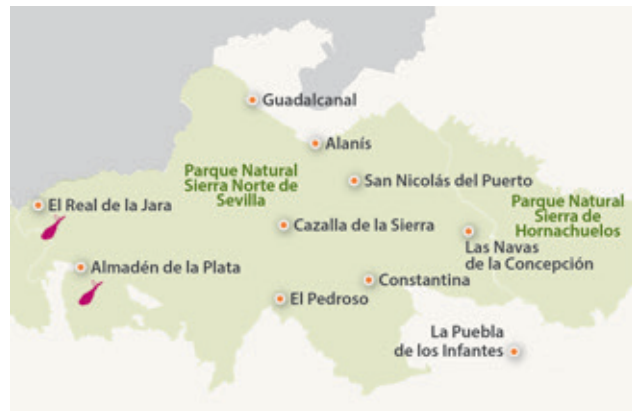 Guadalcanal
Alanís
Parque Natural
Sierra Norte de
Sevilla
San Nicolás del Puerto
El Real de la Jara
Parque Natural
Sierra de
Hornachuelos
Cazalla de la Sierra
Las Navas
de la Concepción
Almadén de la Plata
Constantina
El Pedroso
La Puebla
de los Infantes